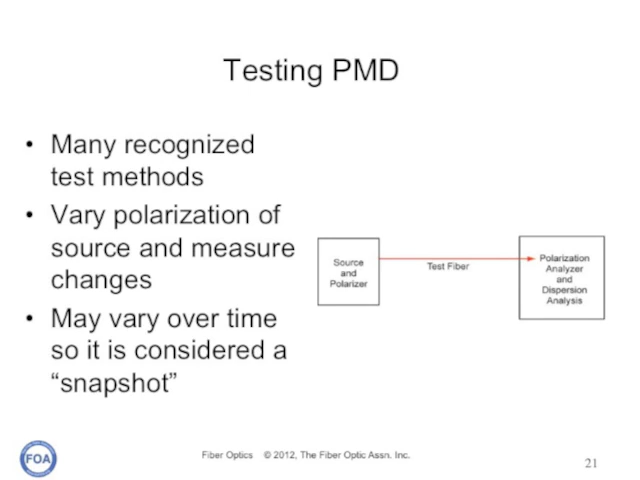 Testing PMD
• Many recognized
test methods
• Vary polarization of
source and measure
changes
• May vary over time
so it is considered a
“snapshot”
Source
and
Polarizer
Test Fiber
Polarization
Analyzer
and
Dispersion
Analysis
FOA
Fiber Optics © 2012, The Fiber Optic Assn. Inc.
21